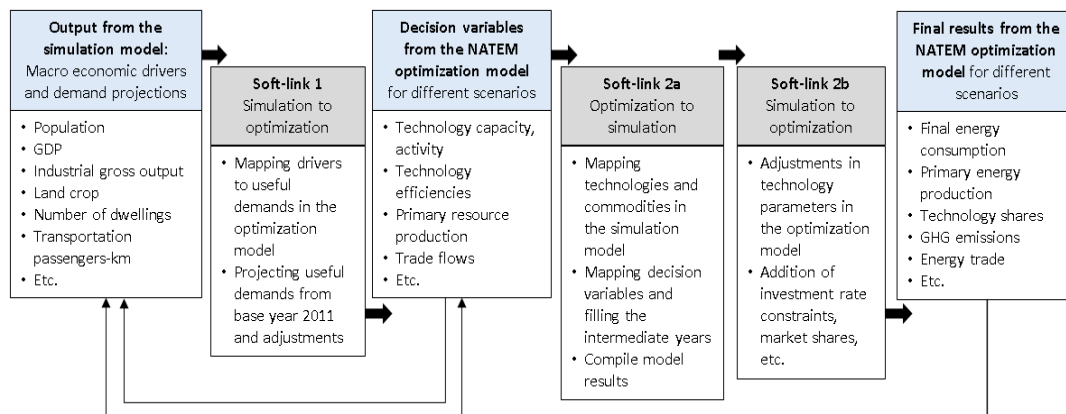 Output from the
simulation model:
Macro economic drivers
and demand projections
• Population
• GDP
• Industrial gross output
• Land crop
• Number of dwellings
• Transportation
passengers-km
• Etc.
Soft-link 1
Simulation to
optimization
• Mapping drivers
to useful
demands in the
optimization
model
• Projecting useful
demands from
base year 2011
and adjustments
Decision variables
from the NATEM
optimization model
for different scenarios
• Technology capacity,
activity
• Technology
efficiencies
• Primary resource
production
• Trade flows
• Etc.
Soft-link 2a
Optimization to
simulation
• Mapping
technologies and
commodities in
the simulation
model
• Mapping decision
variables and
filling the
intermediate years
• Compile model
results
Soft-link 2b
Simulation to
optimization
• Adjustments in
technology
parameters in
the optimization
model
• Addition of
investment rate
constraints,
market shares,
etc.
Final results from the
NATEM optimization
model for different
scenarios
• Final energy
consumption
• Primary energy
production
• Technology shares
• GHG emissions
• Energy trade
• Etc.